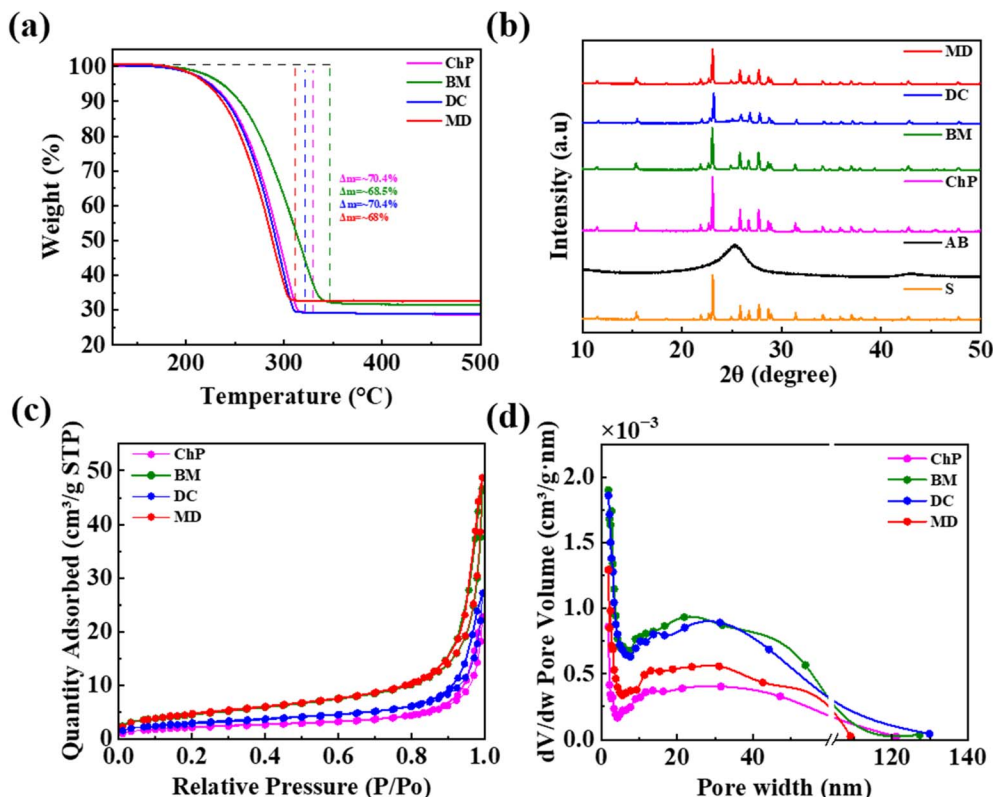 (a)
ChP
BM
DC
MD
Δm=~70.4%
Δm=~68.5%
Δm=~70.4%
Δm=~68%
100
90
80
70
60
50
40
30
20
Weight (%)
200
300
400
500
Temperature (°C)
(b)
MD
DC
BM
ChP
AB
S
Intensity (a.u)
10
20
30
40
50
2θ (degree)
(c)
ChP
BM
DC
MD
50
40
30
20
10
0
Quantity Adsorbed (cm³/g STP)
0.0
0.2
0.4
0.6
0.8
1.0
Relative Pressure (P/Po)
(d)
×10⁻³
ChP
BM
DC
MD
2.0
1.5
1.0
0.5
0.0
dV/dw Pore Volume (cm³/g·nm)
0
20
40
120
140
Pore width (nm)